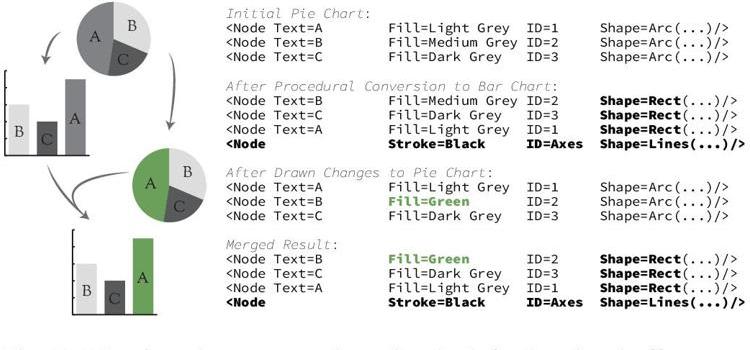 A
B
C
B
C
A
A
B
C
B
C
A
Initial Pie Chart:
<Node Text=A Fill=Light Grey ID=1 Shape=Arc(...)/>
<Node Text=B Fill=Medium Grey ID=2 Shape=Arc(...)/>
<Node Text=C Fill=Dark Grey ID=3 Shape=Arc(...)/>
After Procedural Conversion to Bar Chart:
<Node Text=B Fill=Medium Grey ID=2 Shape=Rect(...)/>
<Node Text=C Fill=Dark Grey ID=3 Shape=Rect(...)/>
<Node Text=A Fill=Light Grey ID=1 Shape=Rect(...)/>
<Node Stroke=Black ID=Axes Shape=Lines(...)/>
After Drawn Changes to Pie Chart:
<Node Text=A Fill=Light Grey ID=1 Shape=Arc(...)/>
<Node Text=B Fill=Green ID=2 Shape=Arc(...)/>
<Node Text=C Fill=Dark Grey ID=3 Shape=Arc(...)/>
Merged Result:
<Node Text=B Fill=Green ID=2 Shape=Rect(...)/>
<Node Text=C Fill=Dark Grey ID=3 Shape=Rect(...)/>
<Node Text=A Fill=Light Grey ID=1 Shape=Rect(...)/>
<Node Stroke=Black ID=Axes Shape=Lines(...)/>